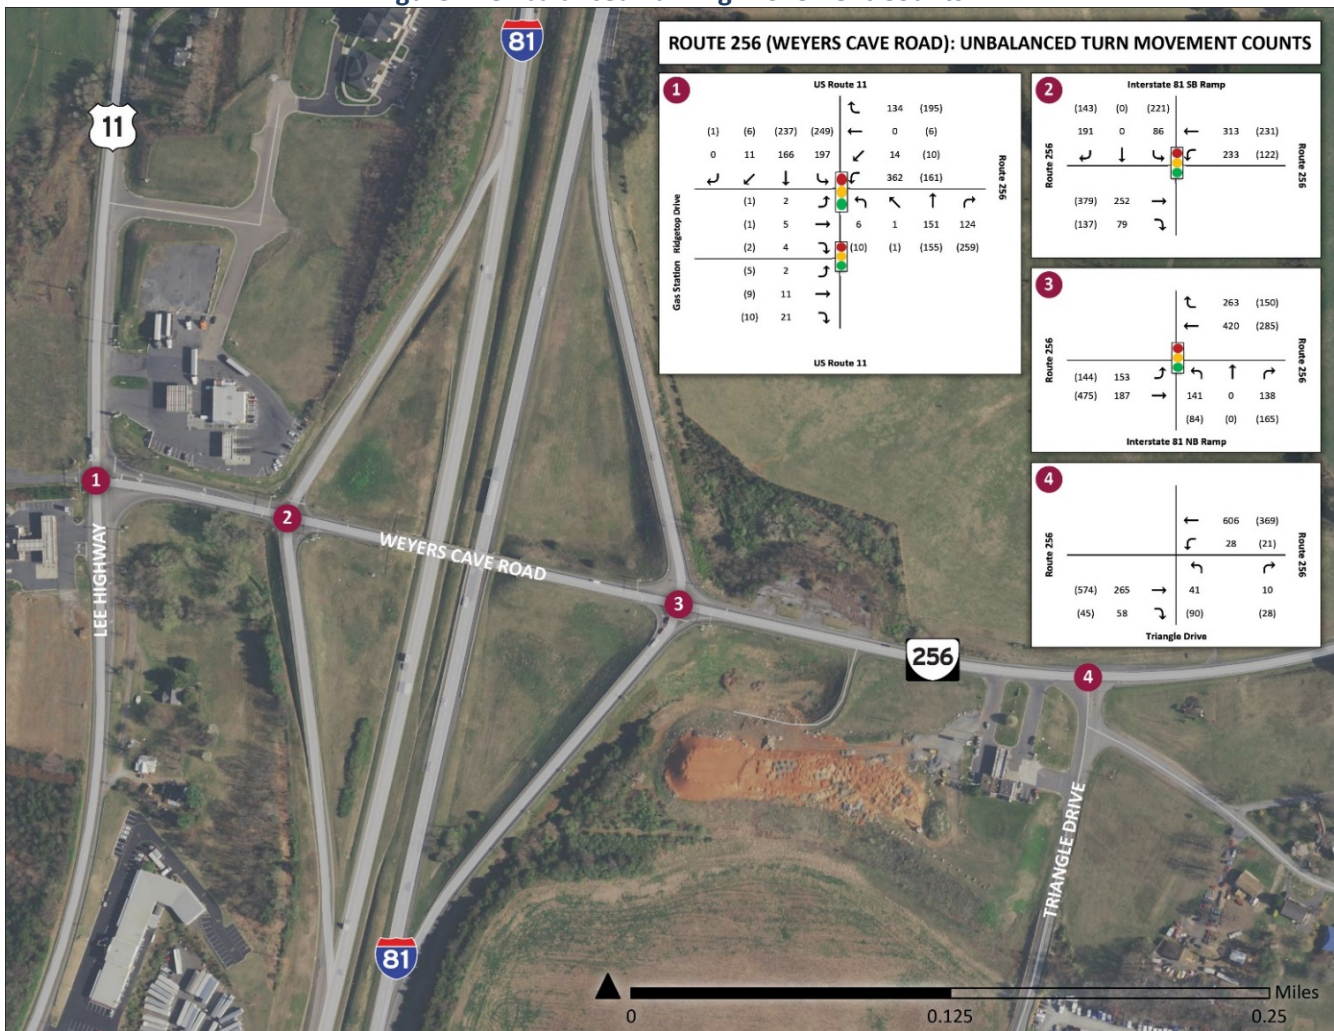 ROUTE 256 (WEYERS CAVE ROAD): UNBALANCED TURN MOVEMENT COUNTS
1
US Route 11
134 (195)
(1) (6) (237) (249) 0 (6)
0 11 166 197 14 (10)
362 (161)
(1) 2
(1) 5 6 1 151 124
(2) 4 (10) (1) (155) (259)
(5) 2
(9) 11
(10) 21
Ridgetop Drive
Gas Station
Route 256
US Route 11
2
Interstate 81 SB Ramp
(143) (0) (221)
191 0 86 313 (231)
233 (122)
(379) 252
(137) 79
Route 256
Route 256
3
263 (150)
420 (285)
(144) 153
(475) 187 141 0 138
(84) (0) (165)
Route 256
Route 256
Interstate 81 NB Ramp
4
606 (369)
28 (21)
(574) 265 41 10
(45) 58 (90) (28)
Route 256
Route 256
Triangle Drive
81
11
1
2
3
4
LEE HIGHWAY
WEYERS CAVE ROAD
256
TRIANGLE DRIVE
81
Miles
0 0.125 0.25